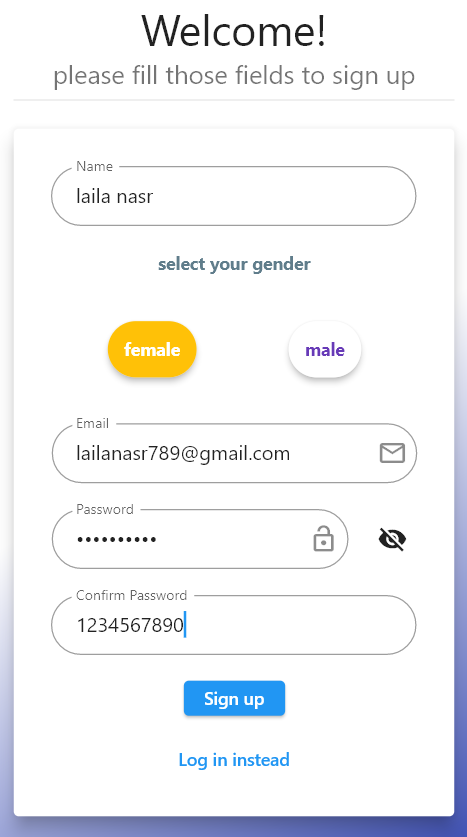 Welcome!
please fill those fields to sign up
Name
laila nasr
select your gender
female male
Email
lailanasr789@gmail.com
Password
••••••••••
Confirm Password
1234567890
Sign up
Log in instead